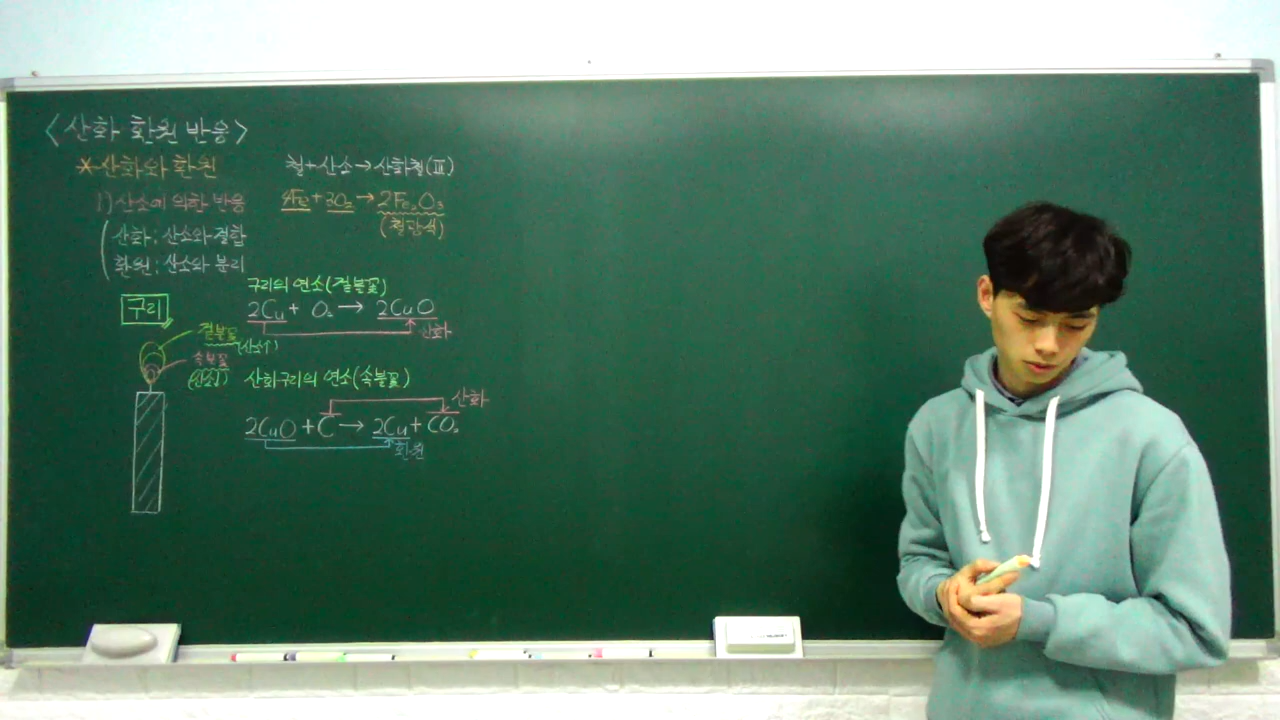 <산화 환원 반응>
*산화와 환원
1) 산소에 의한 반응
산화: 산소와 결합
환원: 산소와 분리
철+산소→산화철(Ⅲ)
4Fe+3O₂→2Fe₂O₃
구리
겉불꽃
(산소↑)
속불꽃
(산소↓)
구리의 연소(겉불꽃)
2Cu+ O₂→ 2CuO
산화
산화구리의 연소(속불꽃)
산화
2CuO+C→2Cu+CO₂
환원